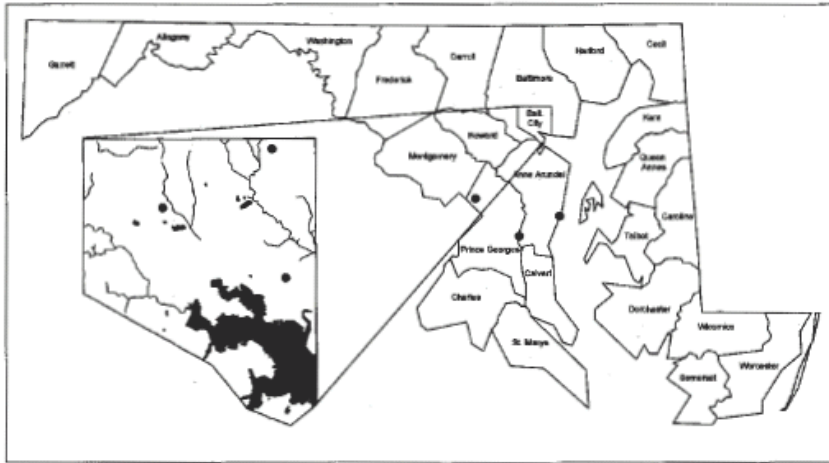 Garrett
Allegany
Washington
Frederick
Carroll
Baltimore
Harford
Cecil
Balt.
City
Kent
Howard
Montgomery
Queen
Annes
Anne Arundel
Caroline
Talbot
Prince Georges
Calvert
Charles
St. Marys
Dorchester
Wicomico
Somerset
Worcester